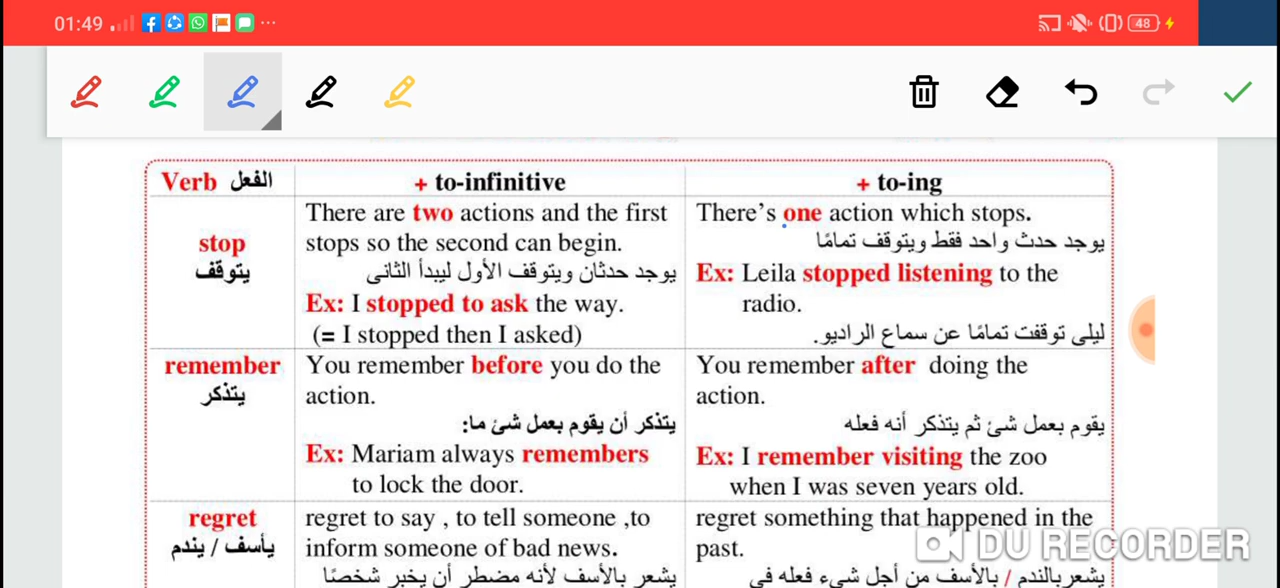 01:49
48
Verb الفعل
+ to-infinitive
+ to-ing
stop
يتوقف
There are two actions and the first
stops so the second can begin.
يوجد حدثان ويتوقف الأول ليبدأ الثانى
Ex: I stopped to ask the way.
(= I stopped then I asked)
There's one action which stops.
يوجد حدث واحد فقط ويتوقف تمامًا
Ex: Leila stopped listening to the
radio.
ليلى توقفت تمامًا عن سماع الراديو.
remember
يتذكر
You remember before you do the
action.
يتذكر أن يقوم بعمل شئ ما:
Ex: Mariam always remembers
to lock the door.
You remember after doing the
action.
يقوم بعمل شئ ثم يتذكر أنه فعله
Ex: I remember visiting the zoo
when I was seven years old.
regret
يأسف / يندم
regret to say , to tell someone ,to
inform someone of bad news.
يشعر بالأسف لأنه مضطر أن يخبر شخصًا
regret something that happened in the
past.
يشعر بالندم / بالأسف من أجل شيء فعله فى
DU RECORDER